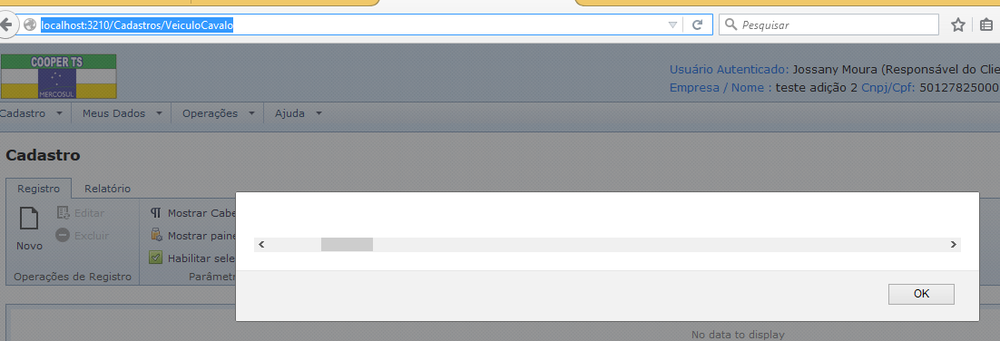 localhost:3210/Cadastros/VeiculoCavalo
Pesquisar
COOPER TS
MERCOSUL
Usuário Autenticado: Jossany Moura (Responsável do Clie
Empresa / Nome : teste adição 2 Cnpj/Cpf: 50127825000
Cadastro Meus Dados Operações Ajuda
Cadastro
Registro Relatório
Novo
Editar
Excluir
Operações de Registro
Mostrar Cabe
Mostrar paine
Habilitar sele
Parâmet
OK
No data to display